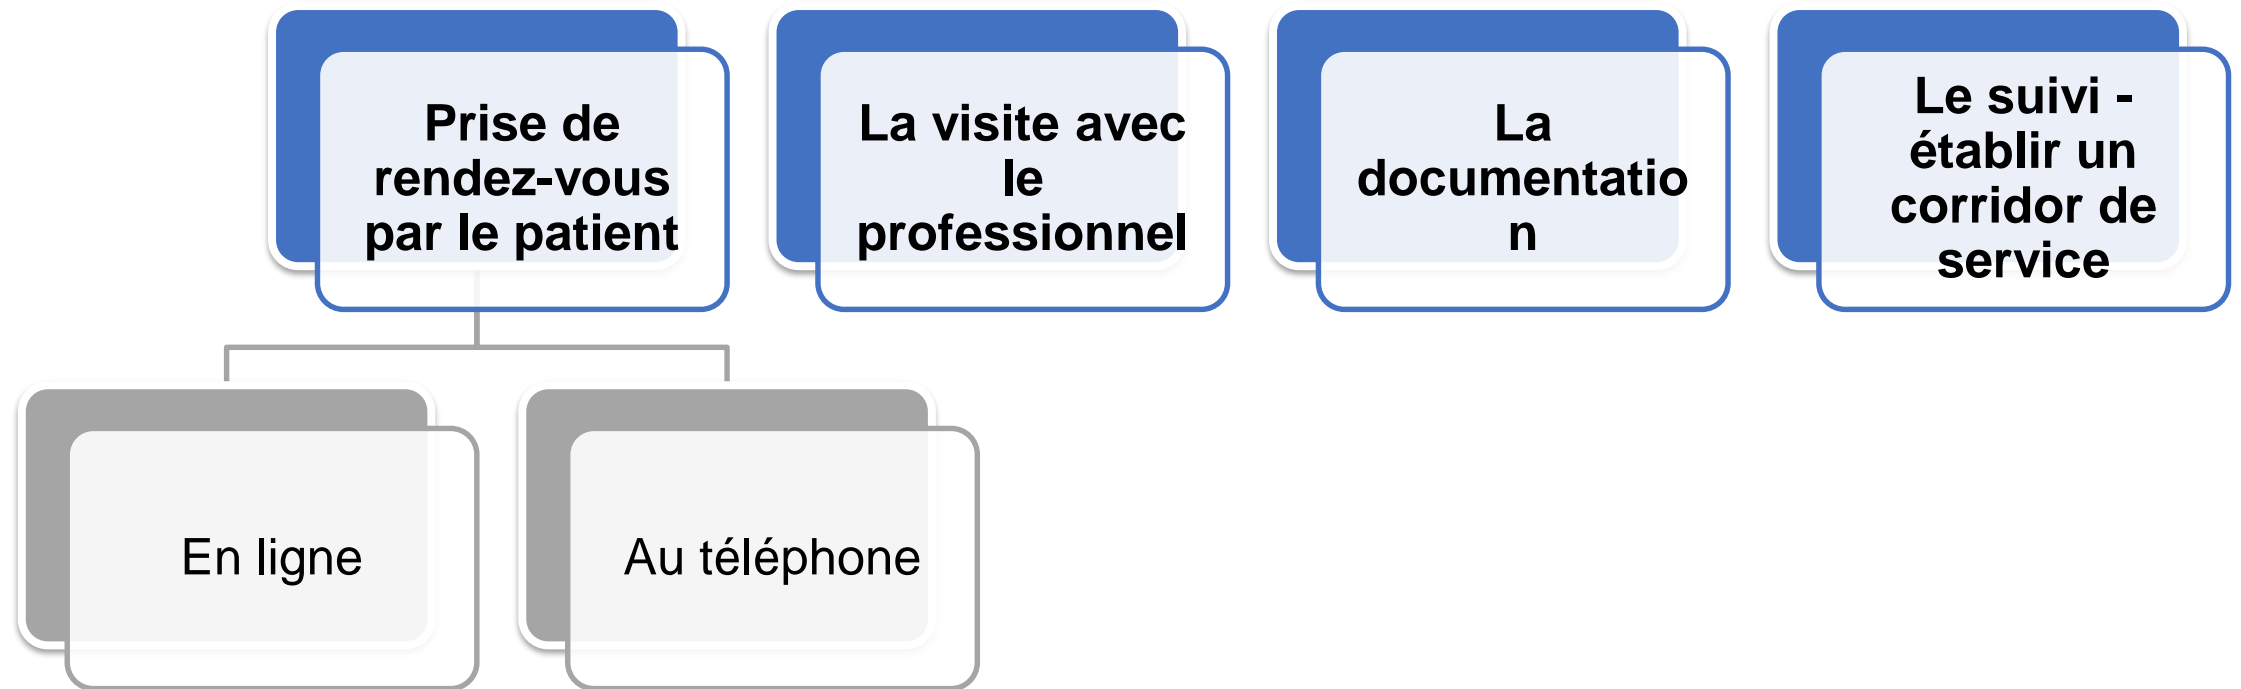 Prise de
rendez-vous
par le patient
La visite avec
le
professionnel
La
documentatio
n
Le suivi -
établir un
corridor de
service
En ligne
Au téléphone